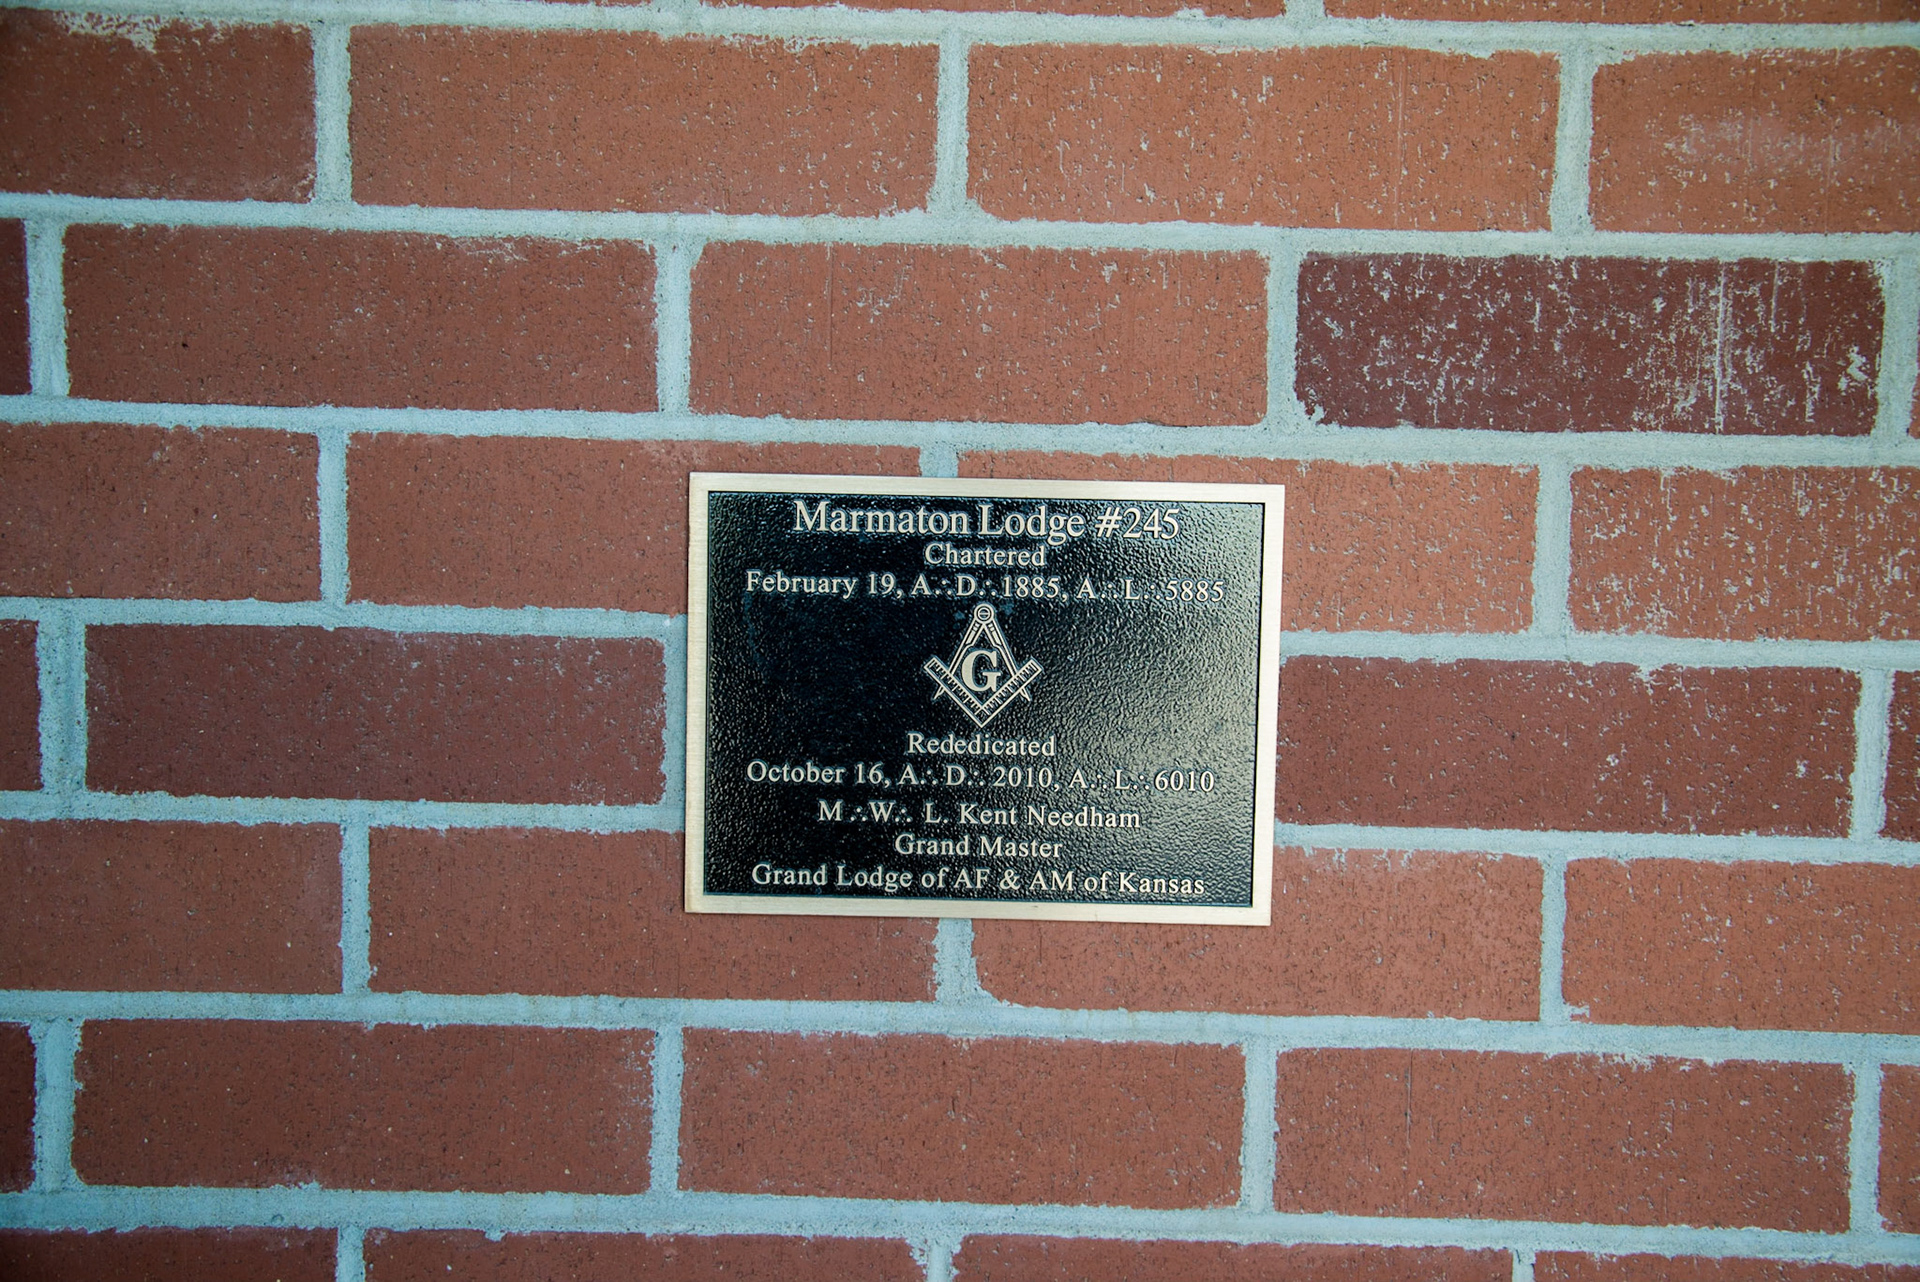 Marmaton Lodge #245
Chartered
February 19, A∴D∴1885, A∴L∴5885
G
Rededicated
October 16, A∴D∴2010, A∴L∴6010
M∴W∴ L. Kent Needham
Grand Master
Grand Lodge of AF & AM of Kansas